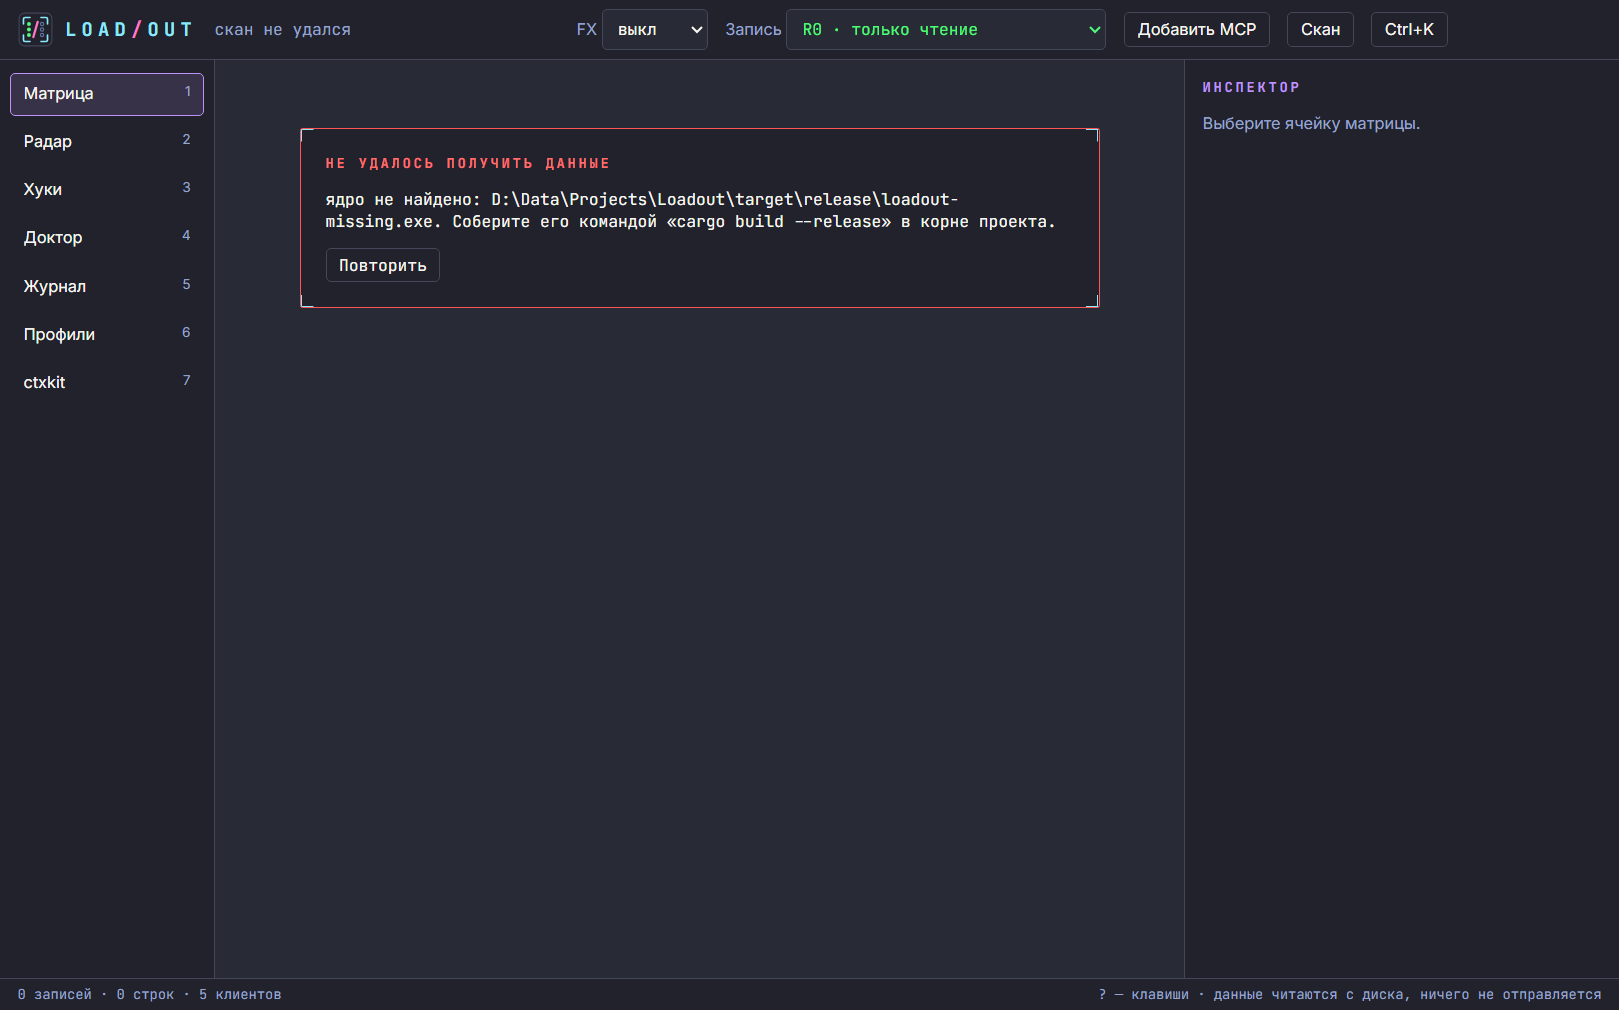 LOAD/OUT скан не удался FX выкл Запись R0 · только чтение Добавить MCP Скан Ctrl+K
Матрица 1
Радар 2
Хуки 3
Доктор 4
Журнал 5
Профили 6
ctxkit 7
НЕ УДАЛОСЬ ПОЛУЧИТЬ ДАННЫЕ
ядро не найдено: D:\Data\Projects\Loadout\target\release\loadout-
missing.exe. Соберите его командой «cargo build --release» в корне проекта.
Повторить
ИНСПЕКТОР
Выберите ячейку матрицы.
0 записей · 0 строк · 5 клиентов
? — клавиши · данные читаются с диска, ничего не отправляется